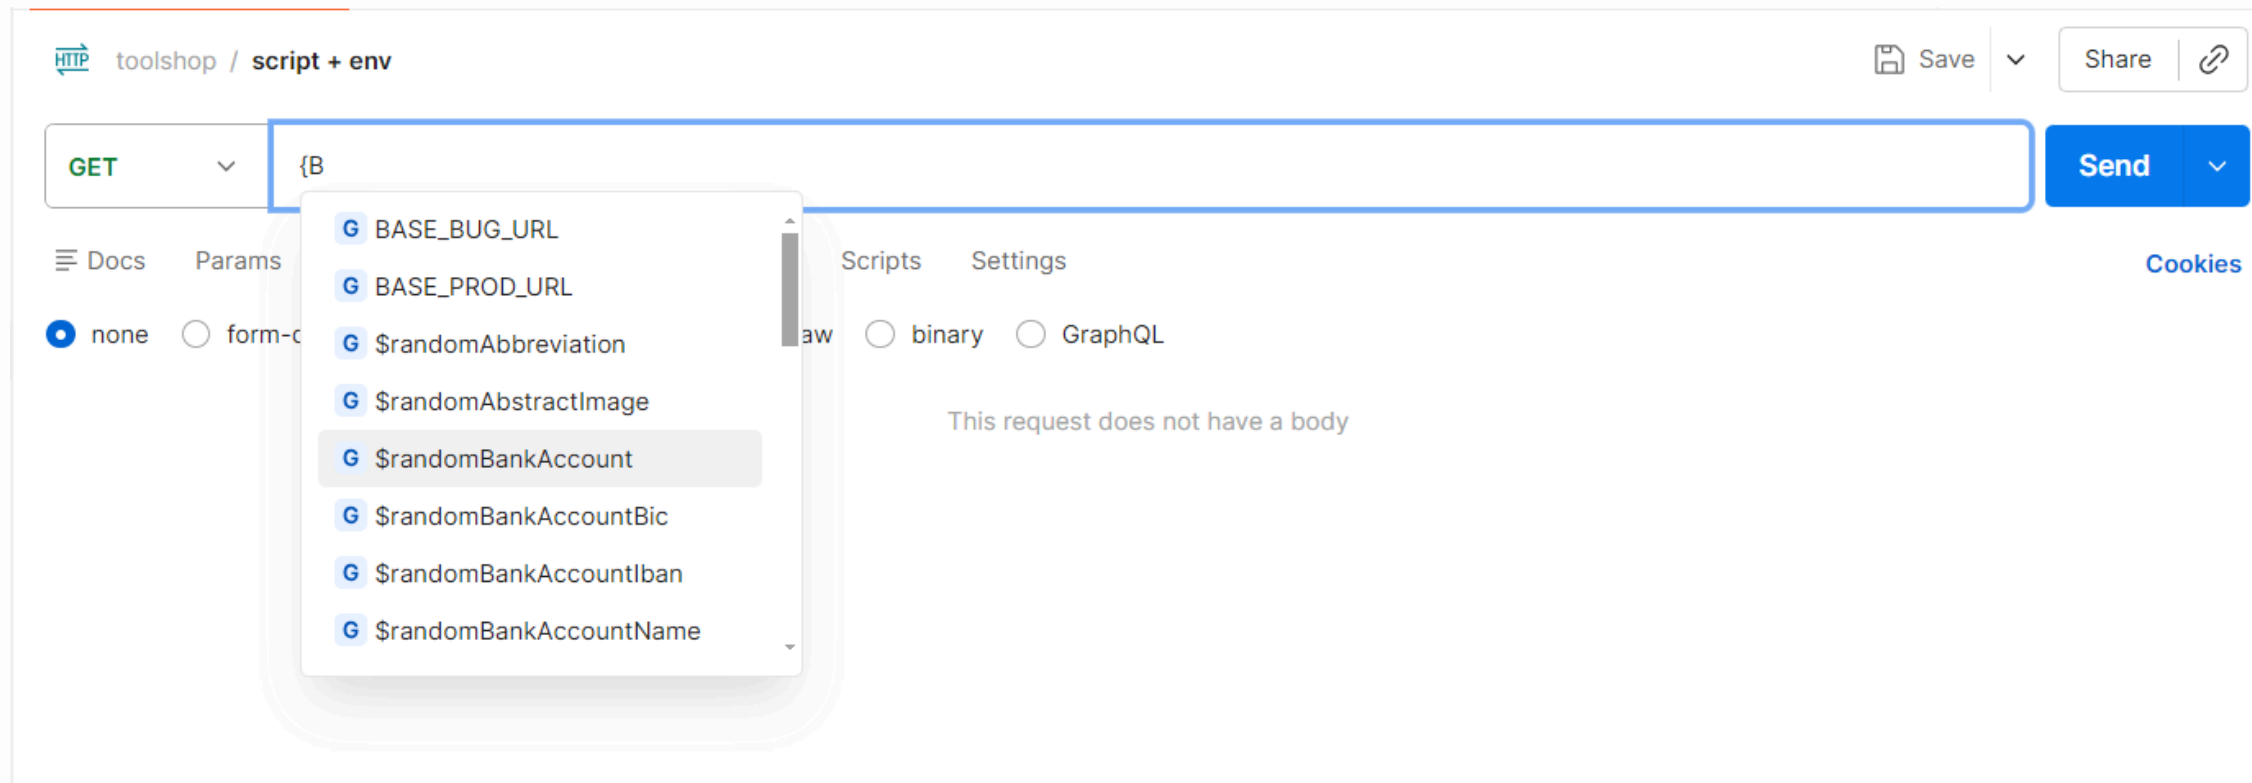 HTTP toolshop / script + env Save Share
GET {B Send
BASE_BUG_URL
Docs Params Scripts Settings Cookies
G BASE_PROD_URL
none form-d aw binary GraphQL
G $randomAbbreviation
G $randomAbstractImage
This request does not have a body
G $randomBankAccount
G $randomBankAccountBic
G $randomBankAccountIban
G $randomBankAccountName